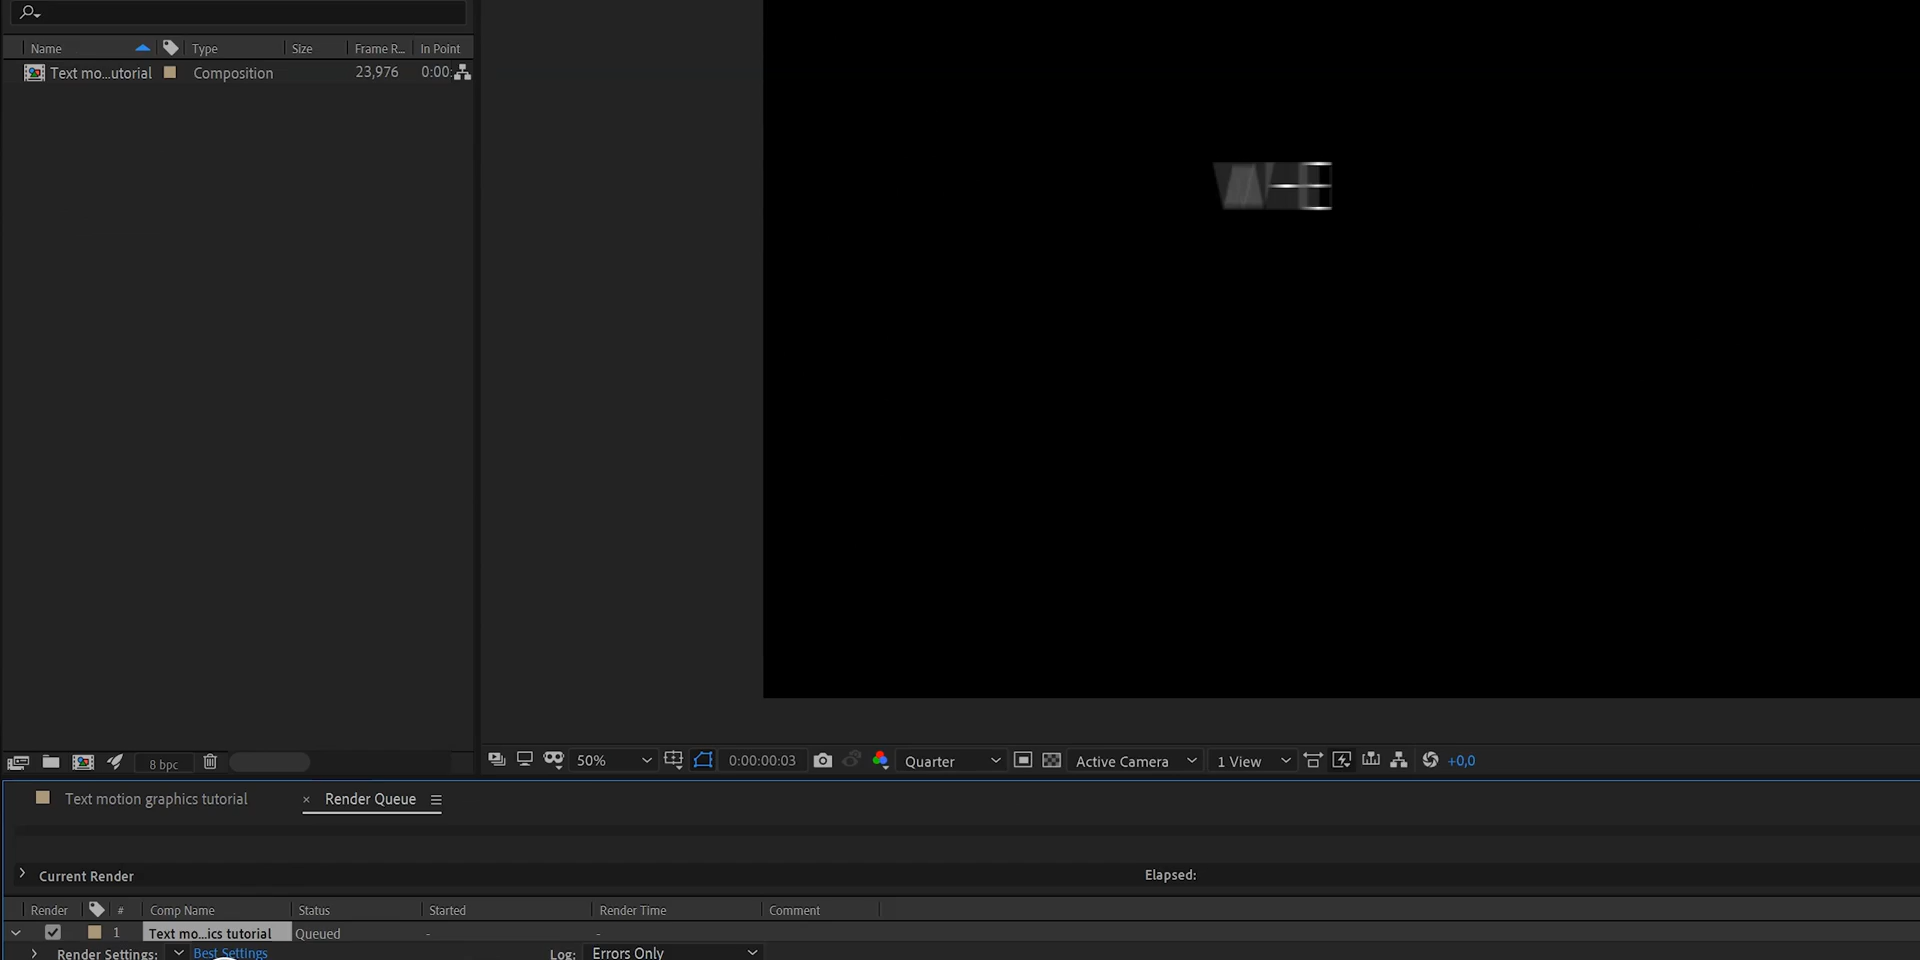 Name Type Size Frame R... In Point
Text mo...utorial Composition 23,976 0:00:
8 bpc
50% 0:00:00:03 Quarter Active Camera 1 View +0,0
Text motion graphics tutorial × Render Queue
Current Render Elapsed:
Render # Comp Name Status Started Render Time Comment
1 Text mo...ics tutorial Queued - -
Render Settings: Best Settings Log: Errors Only